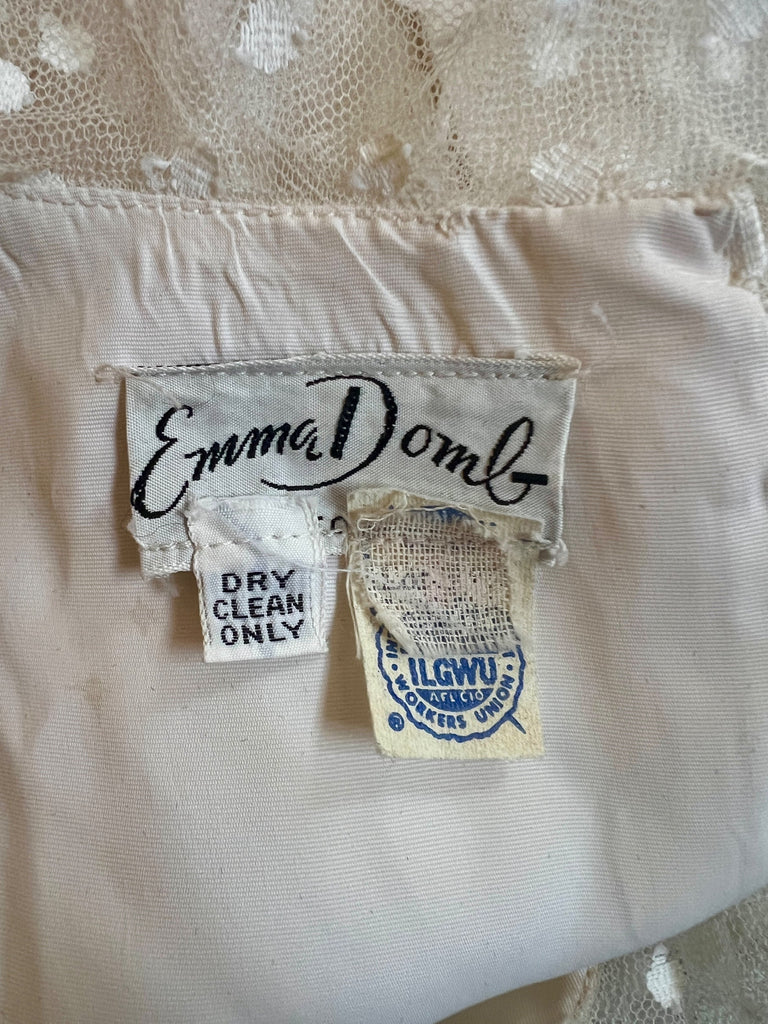 Emma Domb
DRY
CLEAN
ONLY
ILGWU
AFL CIO
WORKERS UNION
®